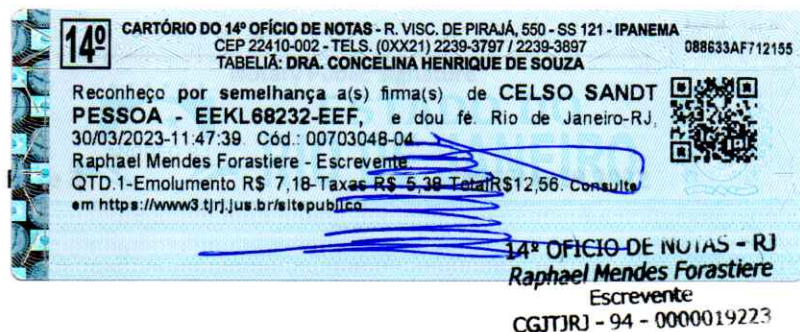 14º
CARTÓRIO DO 14º OFÍCIO DE NOTAS - R. VISC. DE PIRAJÁ, 550 - SS 121 - IPANEMA
CEP 22410-002 - TELS. (0XX21) 2239-3797 / 2239-3897
TABELIÃ: DRA. CONCELINA HENRIQUE DE SOUZA
088633AF712155
Reconheço por semelhança a(s) firma(s) de CELSO SANDT
PESSOA - EEKL68232-EEF, e dou fé. Rio de Janeiro-RJ,
30/03/2023-11:47:39. Cód.: 00703048-04
Raphael Mendes Forastiere - Escrevente
QTD.1-Emolumento R$ 7,18-Taxas R$ 5,38 Total R$12,56. Consulte
em https://www3.tjrj.jus.br/sitepublico
14º OFICIO DE NOTAS - RJ
Raphael Mendes Forastiere
Escrevente
CGJTJRJ - 94 - 0000019223